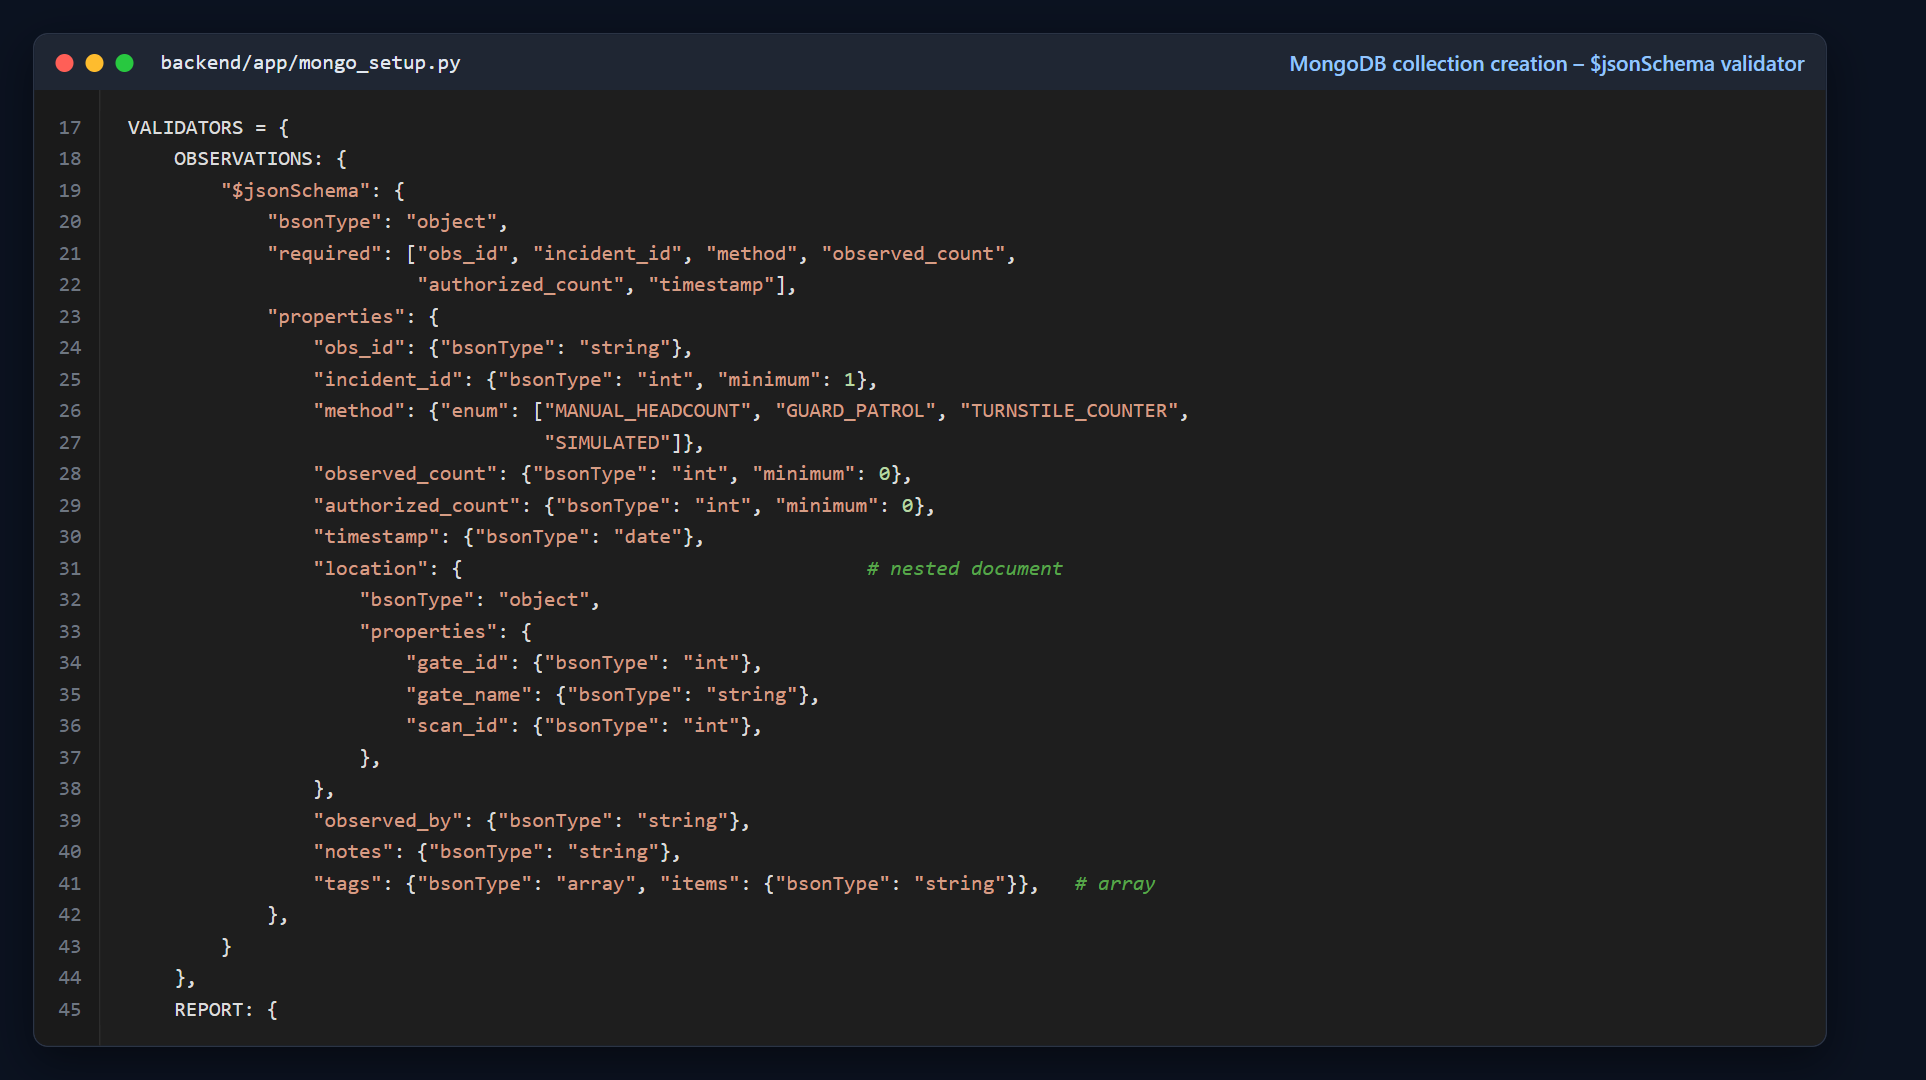 backend/app/mongo_setup.py
MongoDB collection creation – $jsonSchema validator
17 VALIDATORS = {
18     OBSERVATIONS: {
19         "$jsonSchema": {
20             "bsonType": "object",
21             "required": ["obs_id", "incident_id", "method", "observed_count",
22                          "authorized_count", "timestamp"],
23             "properties": {
24                 "obs_id": {"bsonType": "string"},
25                 "incident_id": {"bsonType": "int", "minimum": 1},
26                 "method": {"enum": ["MANUAL_HEADCOUNT", "GUARD_PATROL", "TURNSTILE_COUNTER",
27                                     "SIMULATED"]},
28                 "observed_count": {"bsonType": "int", "minimum": 0},
29                 "authorized_count": {"bsonType": "int", "minimum": 0},
30                 "timestamp": {"bsonType": "date"},
31                 "location": {                                   # nested document
32                     "bsonType": "object",
33                     "properties": {
34                         "gate_id": {"bsonType": "int"},
35                         "gate_name": {"bsonType": "string"},
36                         "scan_id": {"bsonType": "int"},
37                     },
38                 },
39                 "observed_by": {"bsonType": "string"},
40                 "notes": {"bsonType": "string"},
41                 "tags": {"bsonType": "array", "items": {"bsonType": "string"}},   # array
42             },
43         }
44     },
45     REPORT: {